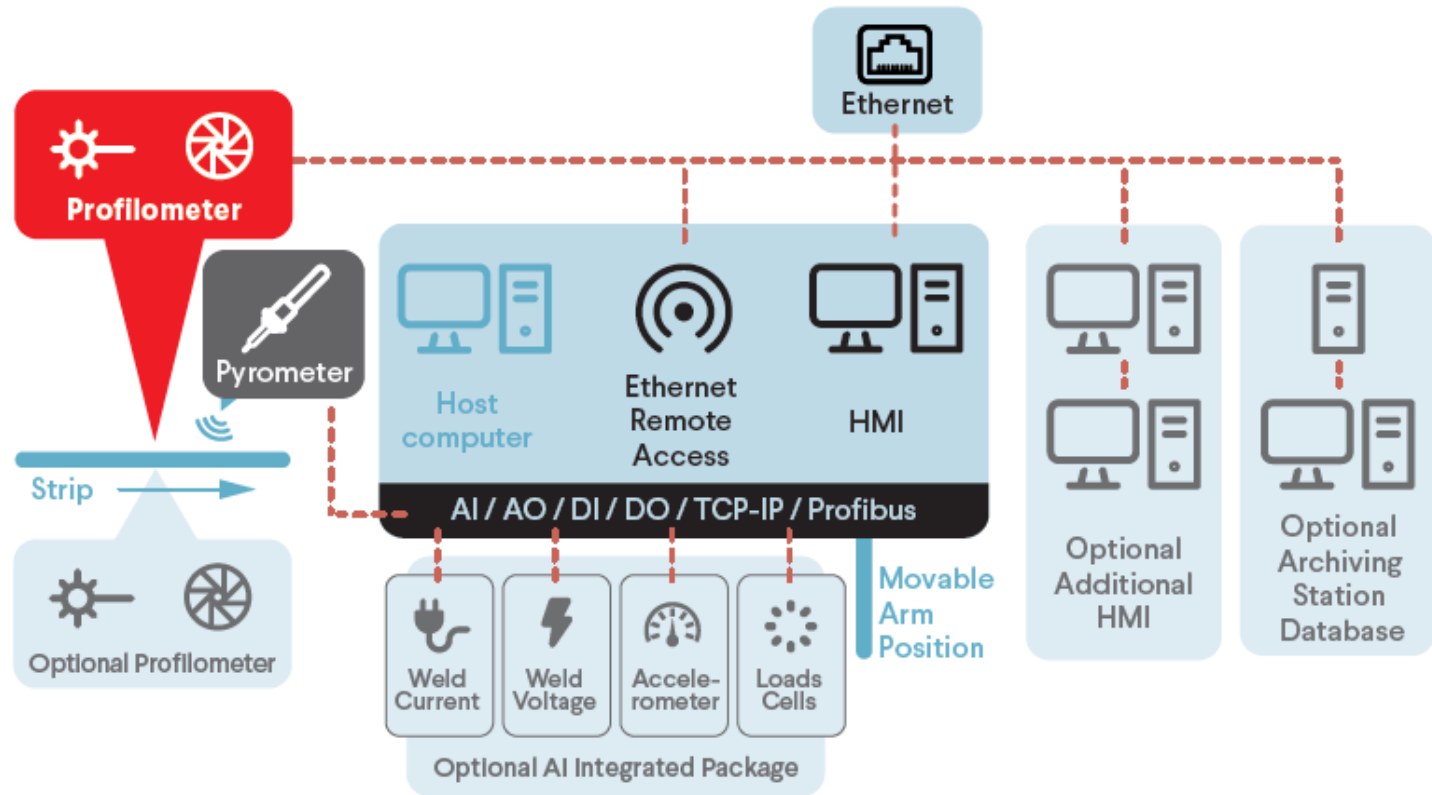 Ethernet
Profilometer
Pyrometer
Host
computer
Ethernet
Remote
Access
HMI
Strip
AI / AO / DI / DO / TCP-IP / Profibus
Optional Profilometer
Weld
Current
Weld
Voltage
Accele-
rometer
Loads
Cells
Optional AI Integrated Package
Movable
Arm
Position
Optional
Additional
HMI
Optional
Archiving
Station
Database